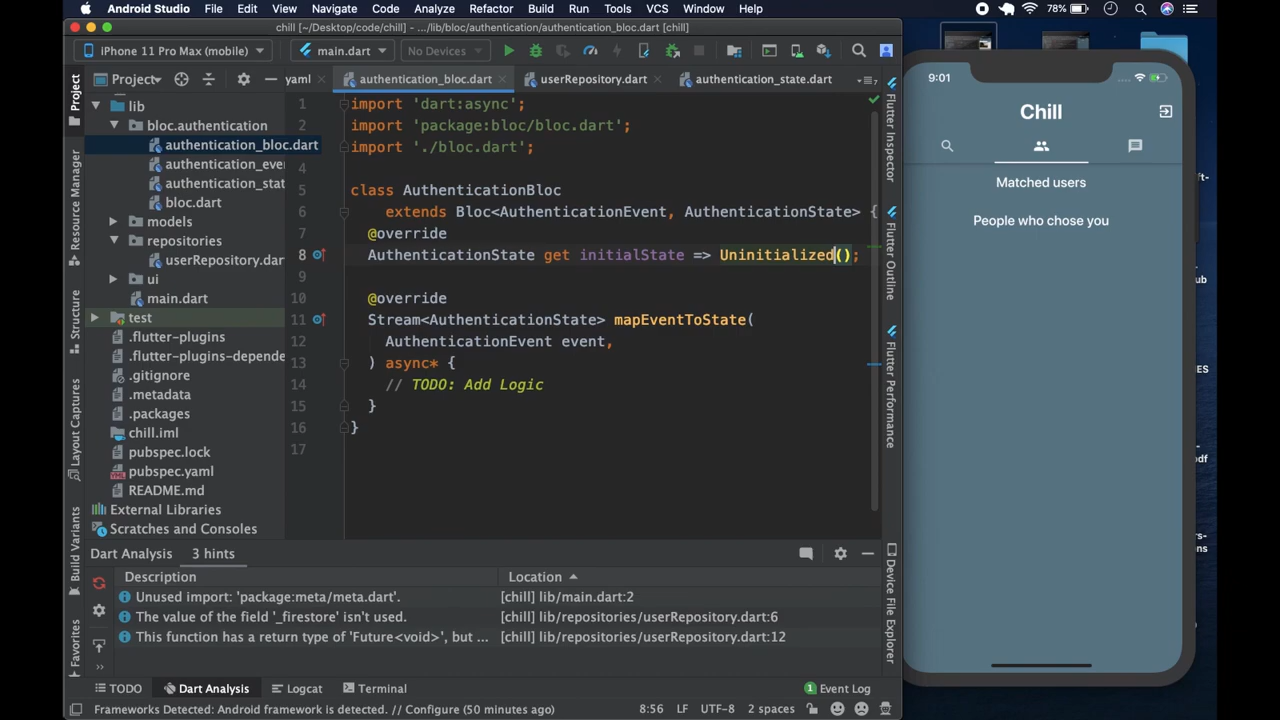 Android Studio File Edit View Navigate Code Analyze Refactor Build Run Tools VCS Window Help 78%
chill [~/Desktop/code/chill] - .../lib/bloc/authentication/authentication_bloc.dart [chill]
iPhone 11 Pro Max (mobile) main.dart No Devices
Project yaml authentication_bloc.dart userRepository.dart authentication_state.dart
Project
Resource Manager
Structure
Layout Captures
Build Variants
Favorites
lib
bloc.authentication
authentication_bloc.dart
authentication_eve
authentication_stat
bloc.dart
models
repositories
userRepository.dart
ui
main.dart
test
.flutter-plugins
.flutter-plugins-depende
.gitignore
.metadata
.packages
chill.iml
pubspec.lock
pubspec.yaml
README.md
External Libraries
Scratches and Consoles
1 import 'dart:async';
2 import 'package:bloc/bloc.dart';
3 import './bloc.dart';
4
5 class AuthenticationBloc
6 extends Bloc<AuthenticationEvent, AuthenticationState> {
7 @override
8 AuthenticationState get initialState => Uninitialized();
9
10 @override
11 Stream<AuthenticationState> mapEventToState(
12 AuthenticationEvent event,
13 ) async* {
14 // TODO: Add Logic
15 }
16 }
17
Flutter Inspector
Flutter Outline
Flutter Performance
Device File Explorer
Dart Analysis 3 hints
Description Location
Unused import: 'package:meta/meta.dart'. [chill] lib/main.dart:2
The value of the field '_firestore' isn't used. [chill] lib/repositories/userRepository.dart:6
This function has a return type of 'Future<void>', but ... [chill] lib/repositories/userRepository.dart:12
TODO Dart Analysis Logcat Terminal 1 Event Log
Frameworks Detected: Android framework is detected. // Configure (50 minutes ago) 8:56 LF UTF-8 2 spaces
9:01
Chill
Matched users
People who chose you